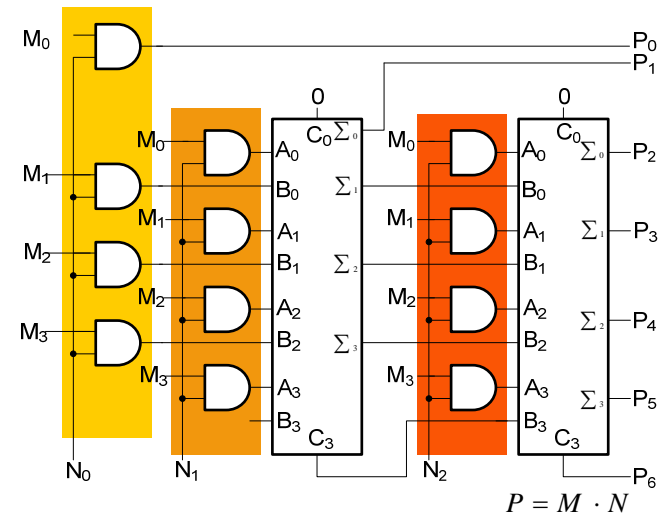 M₀ P₀
P₁
0 0
M₀ C₀ Σ₀ M₀ C₀
A₀ A₀ Σ₀ P₂
M₁ B₀ Σ₁ B₀
M₁ A₁ M₁ A₁ Σ₁ P₃
M₂ B₁ Σ₂ B₁
M₂ A₂ M₂ A₂ Σ₂ P₄
M₃ B₂ Σ₃ B₂
M₃ A₃ M₃ A₃ Σ₃ P₅
B₃ B₃
C₃ C₃
N₀ N₁ N₂ P₆
P = M · N